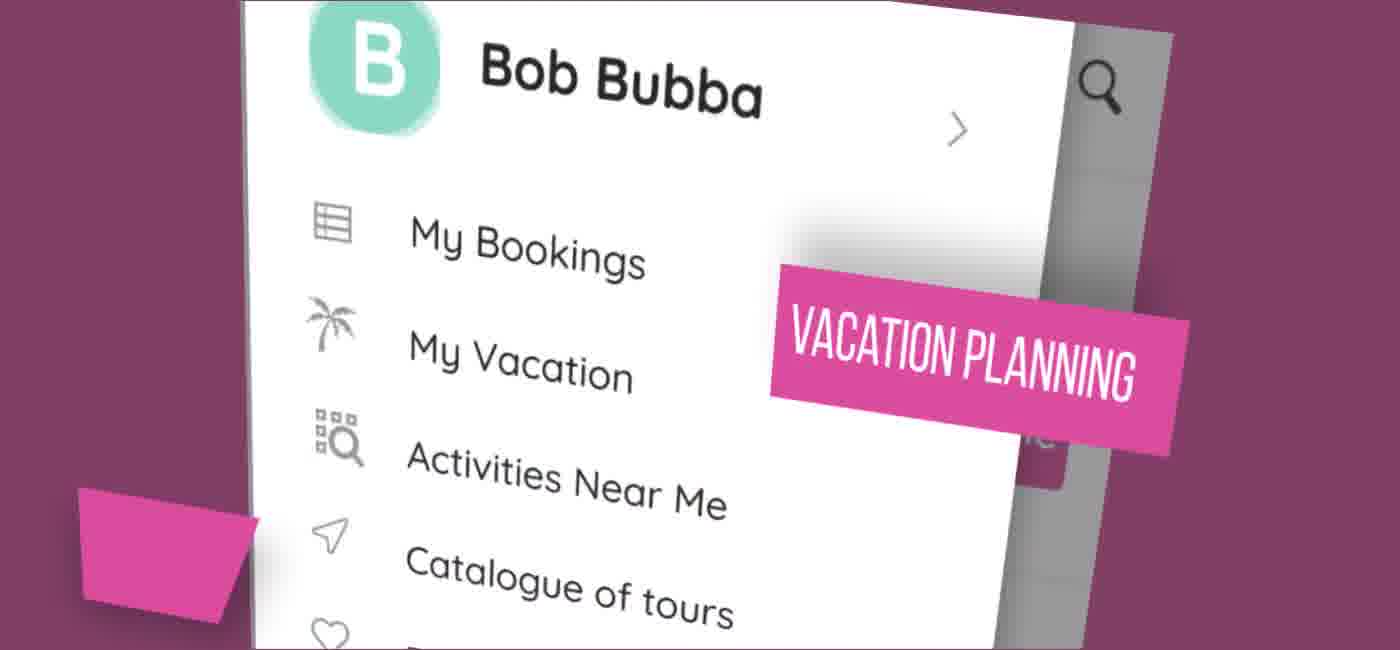 B
Bob Bubba
My Bookings
My Vacation
VACATION PLANNING
Activities Near Me
Catalogue of tours